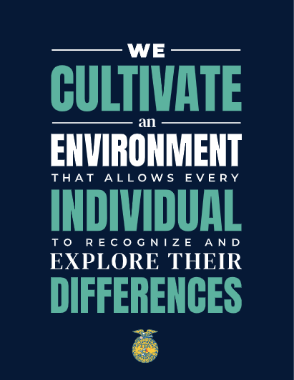 WE
CULTIVATE
an
ENVIRONMENT
THAT ALLOWS EVERY
INDIVIDUAL
TO RECOGNIZE AND
EXPLORE THEIR
DIFFERENCES